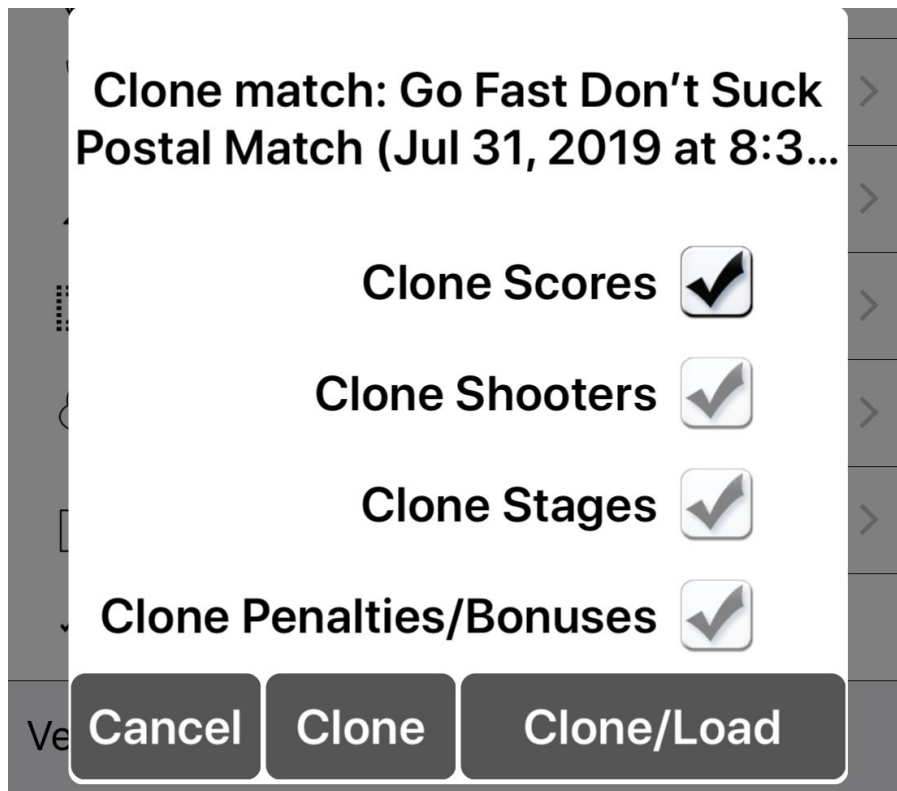 Clone match: Go Fast Don’t Suck
Postal Match (Jul 31, 2019 at 8:3...
Clone Scores
Clone Shooters
Clone Stages
Clone Penalties/Bonuses
Ve
Cancel
Clone
Clone/Load